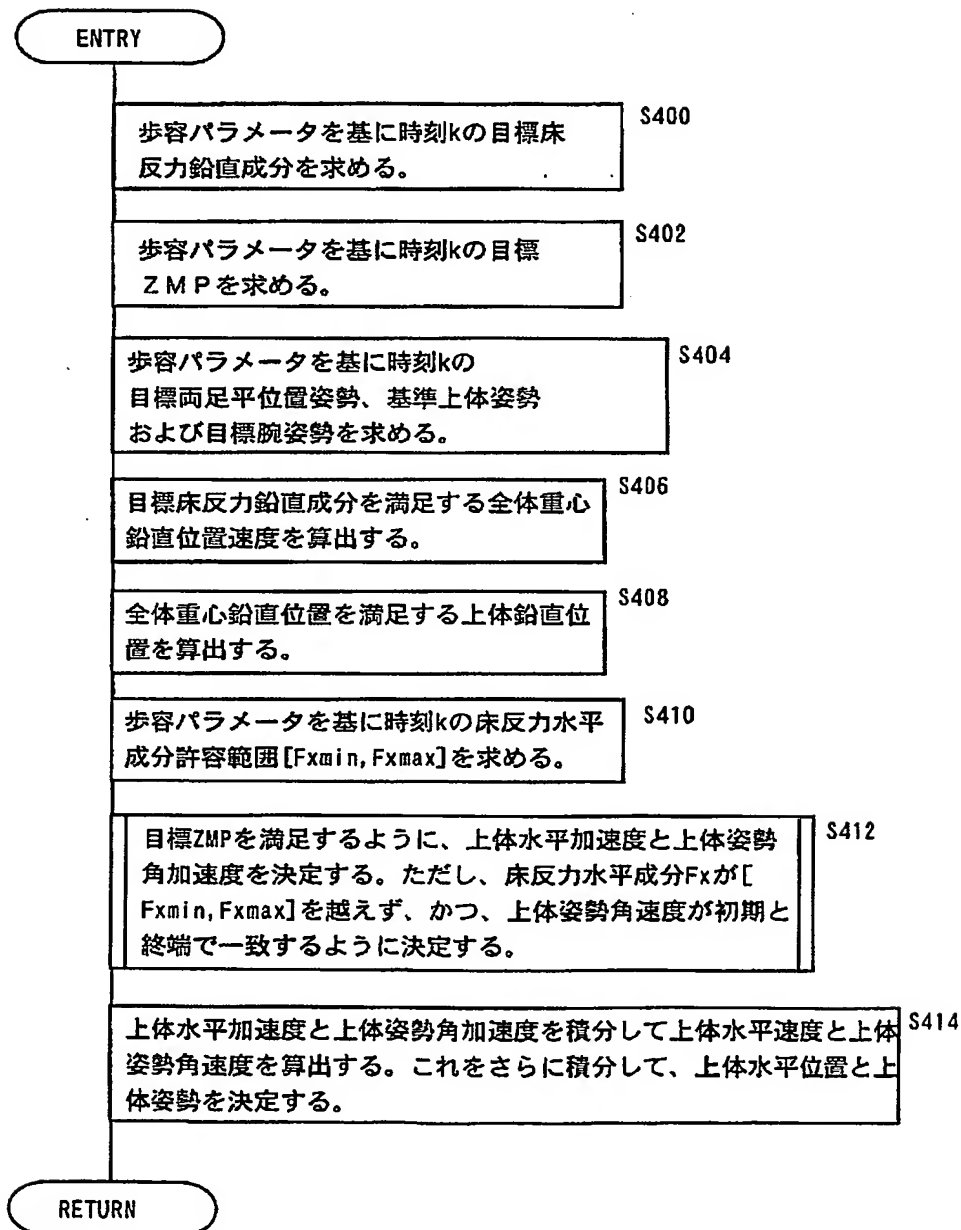 ENTRY
S400
歩容パラメータを基に時刻kの目標床
反力鉛直成分を求める。
S402
歩容パラメータを基に時刻kの目標
ＺＭＰを求める。
S404
歩容パラメータを基に時刻kの
目標両足平位置姿勢、基準上体姿勢
および目標腕姿勢を求める。
S406
目標床反力鉛直成分を満足する全体重心
鉛直位置速度を算出する。
S408
全体重心鉛直位置を満足する上体鉛直位
置を算出する。
S410
歩容パラメータを基に時刻kの床反力水平
成分許容範囲[Fxmin,Fxmax]を求める。
S412
目標ZMPを満足するように、上体水平加速度と上体姿勢
角加速度を決定する。ただし、床反力水平成分Fxが[
Fxmin,Fxmax]を越えず、かつ、上体姿勢角速度が初期と
終端で一致するように決定する。
S414
上体水平加速度と上体姿勢角加速度を積分して上体水平速度と上体
姿勢角速度を算出する。これをさらに積分して、上体水平位置と上
体姿勢を決定する。
RETURN